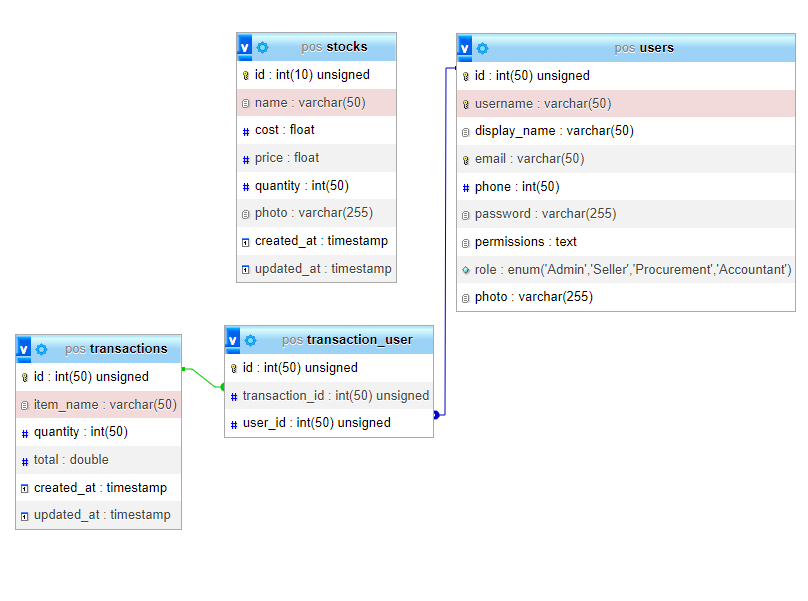 v pos stocks
id : int(10) unsigned
name : varchar(50)
# cost : float
# price : float
# quantity : int(50)
photo : varchar(255)
created_at : timestamp
updated_at : timestamp
v pos users
id : int(50) unsigned
username : varchar(50)
display_name : varchar(50)
email : varchar(50)
# phone : int(50)
password : varchar(255)
permissions : text
role : enum('Admin','Seller','Procurement','Accountant')
photo : varchar(255)
v pos transactions
id : int(50) unsigned
item_name : varchar(50)
# quantity : int(50)
# total : double
created_at : timestamp
updated_at : timestamp
v pos transaction_user
id : int(50) unsigned
# transaction_id : int(50) unsigned
# user_id : int(50) unsigned